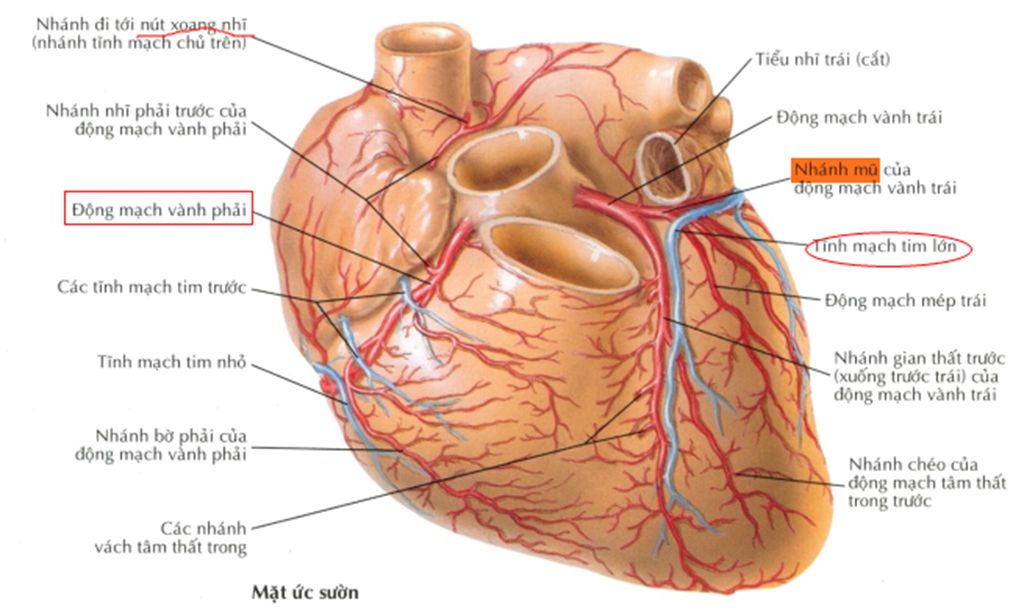 Nhánh đi tới nút xoang nhĩ
(nhánh tĩnh mạch chủ trên)
Nhánh nhĩ phải trước của
động mạch vành phải
Động mạch vành phải
Các tĩnh mạch tim trước
Tĩnh mạch tim nhỏ
Nhánh bờ phải của
động mạch vành phải
Các nhánh
vách tâm thất trong
Tiểu nhĩ trái (cắt)
Động mạch vành trái
Nhánh mũ của
động mạch vành trái
Tĩnh mạch tim lớn
Động mạch mép trái
Nhánh gian thất trước
(xuống trước trái) của
động mạch vành trái
Nhánh chéo của
động mạch tâm thất
trong trước
Mặt ức sườn